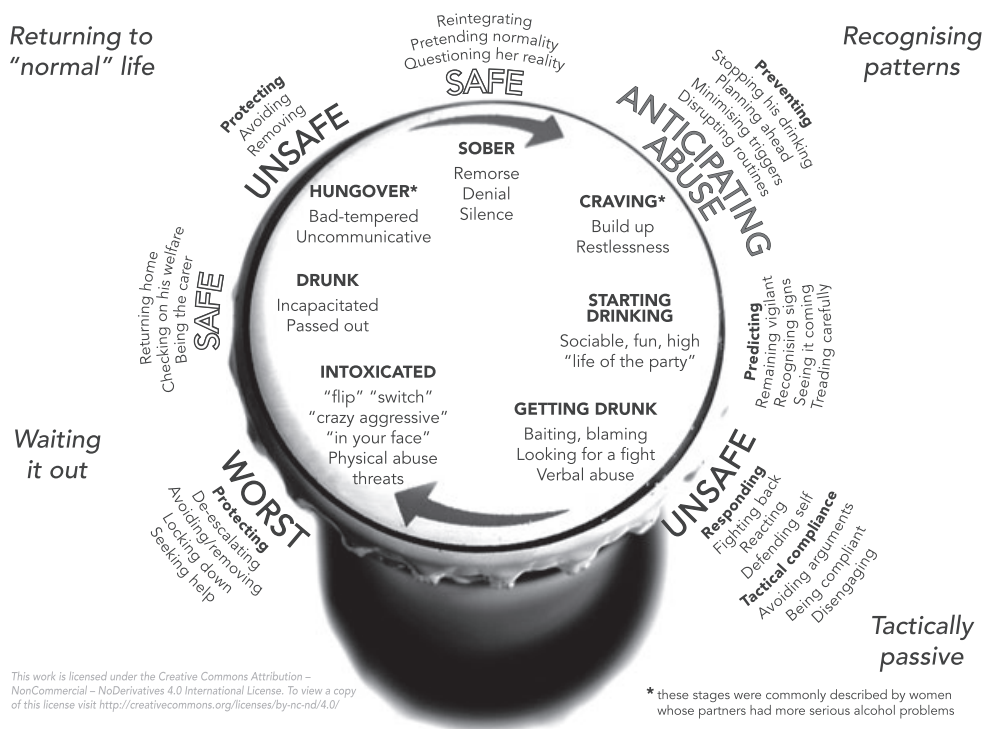 Returning to
“normal” life
Reintegrating
Pretending normality
Questioning her reality
SAFE
Recognising
patterns
Protecting
Avoiding
Removing
UNSAFE
Preventing
Stopping his drinking
Planning ahead
Minimising triggers
Disrupting routines
ANTICIPATING
ABUSE
SOBER
Remorse
Denial
Silence
HUNGOVER*
Bad-tempered
Uncommunicative
CRAVING*
Build up
Restlessness
Returning home
Checking on his welfare
Being the carer
SAFE
DRUNK
Incapacitated
Passed out
STARTING
DRINKING
Sociable, fun, high
“life of the party”
Predicting
Remaining vigilant
Recognising signs
Seeing it coming
Treading carefully
INTOXICATED
“flip” “switch”
“crazy aggressive”
“in your face”
Physical abuse
threats
GETTING DRUNK
Baiting, blaming
Looking for a fight
Verbal abuse
Waiting
it out
WORST
Protecting
De-escalating
Avoiding/removing
Locking down
Seeking help
UNSAFE
Responding
Fighting back
Reacting
Defending self
Tactical compliance
Avoiding arguments
Being compliant
Disengaging
Tactically
passive
This work is licensed under the Creative Commons Attribution –
NonCommercial – NoDerivatives 4.0 International License. To view a copy
of this license visit http://creativecommons.org/licenses/by-nc-nd/4.0/
* these stages were commonly described by women
whose partners had more serious alcohol problems